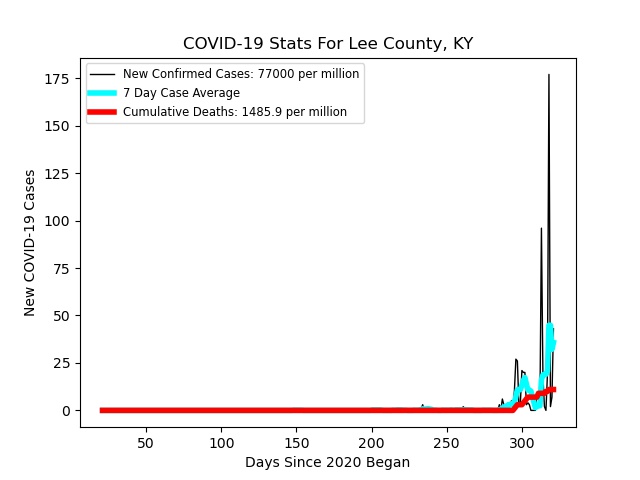 COVID-19 Stats For Lee County, KY
New Confirmed Cases: 77000 per million
7 Day Case Average
Cumulative Deaths: 1485.9 per million
New COVID-19 Cases
175
150
125
100
75
50
25
0
50
100
150
200
250
300
Days Since 2020 Began